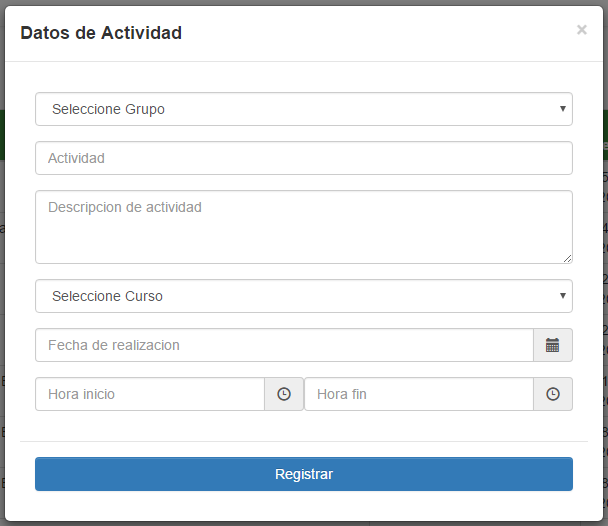 Datos de Actividad
×
Seleccione Grupo
Actividad
Descripcion de actividad
Seleccione Curso
Fecha de realizacion
Hora inicio
Hora fin
Registrar